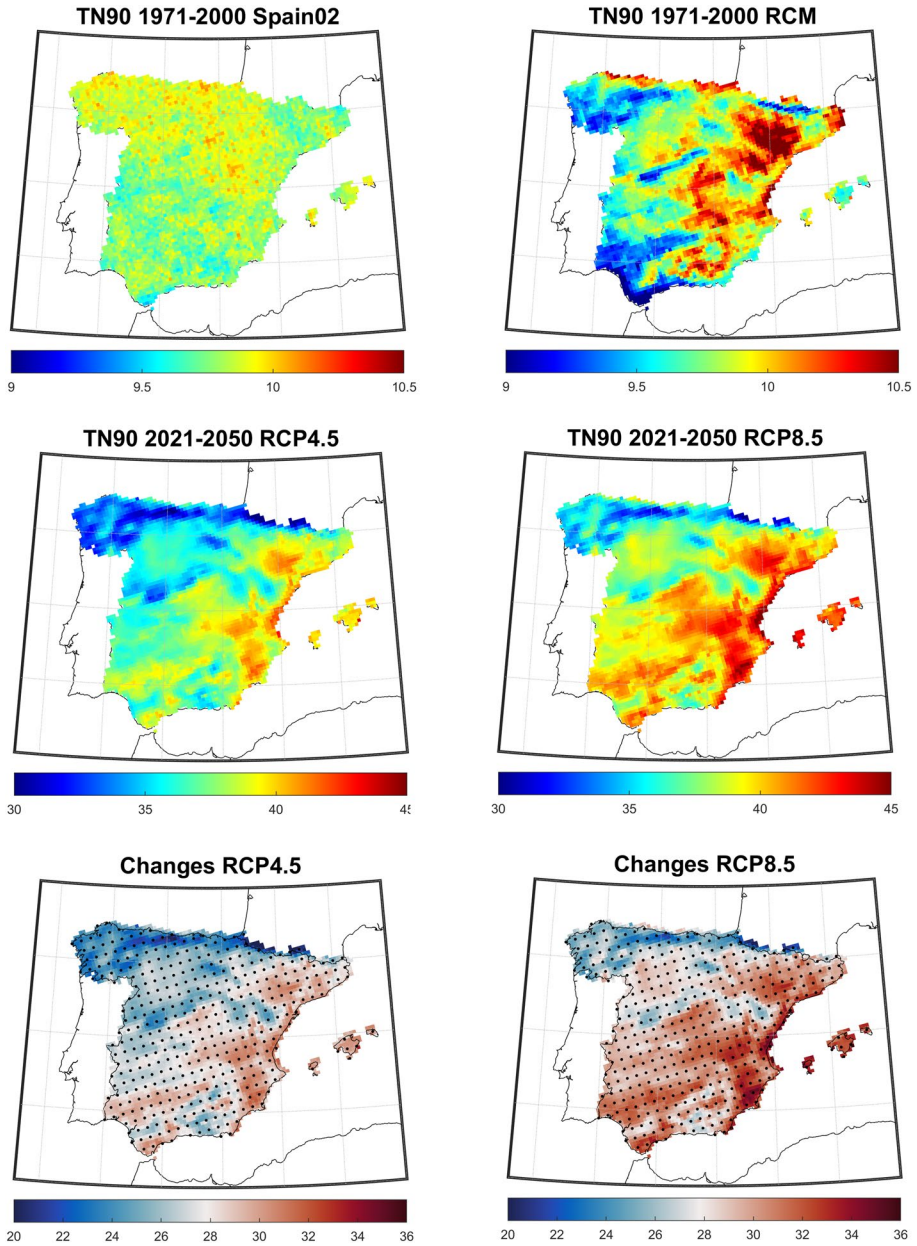 TN90 1971-2000 Spain02 TN90 1971-2000 RCM
9 9.5 10 10.5 9 9.5 10 10.5
TN90 2021-2050 RCP4.5 TN90 2021-2050 RCP8.5
30 35 40 45 30 35 40 45
Changes RCP4.5 Changes RCP8.5
20 22 24 26 28 30 32 34 36 20 22 24 26 28 30 32 34 36